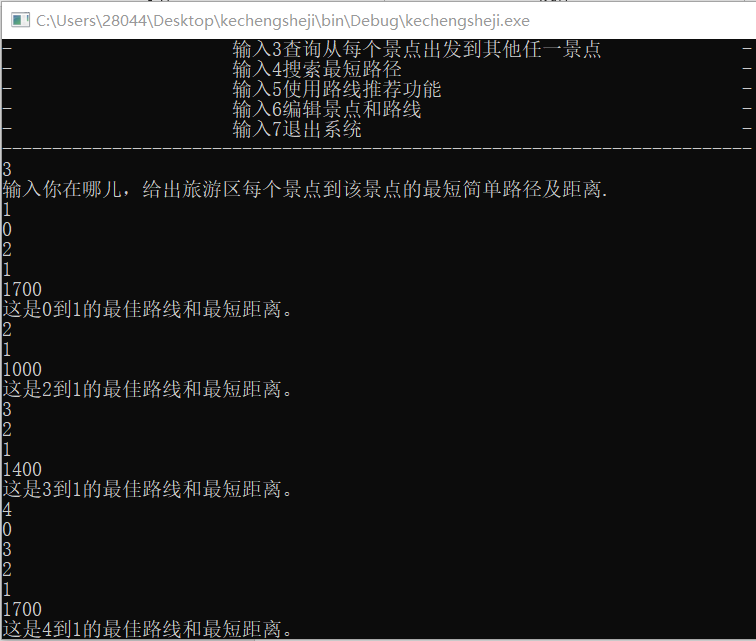 C:\Users\28044\Desktop\kechengsheji\bin\Debug\kechengsheji.exe
- 输入3查询从每个景点出发到其他任一景点 -
- 输入4搜索最短路径 -
- 输入5使用路线推荐功能 -
- 输入6编辑景点和路线 -
- 输入7退出系统 -
---------------------------------------------------------------------------
3
输入你在哪儿，给出旅游区每个景点到该景点的最短简单路径及距离.
1
0
2
1
1700
这是0到1的最佳路线和最短距离。
2
1
1000
这是2到1的最佳路线和最短距离。
3
2
1
1400
这是3到1的最佳路线和最短距离。
4
0
3
2
1
1700
这是4到1的最佳路线和最短距离。